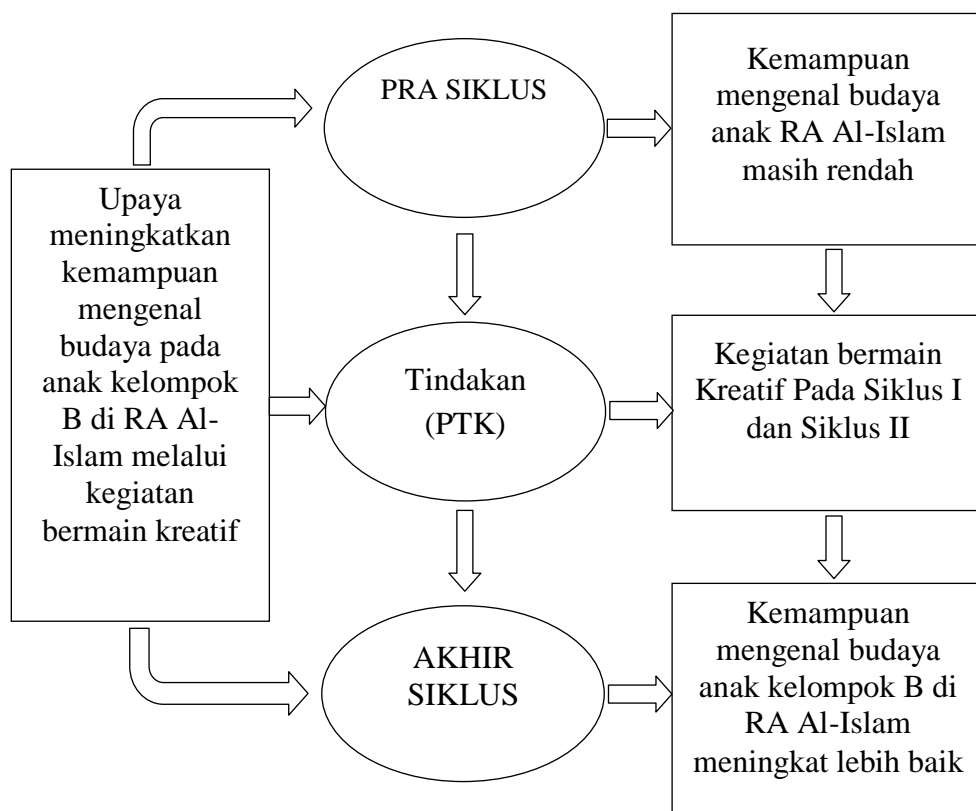 Upaya
meningkatkan
kemampuan
mengenal
budaya pada
anak kelompok
B di RA Al-
Islam melalui
kegiatan
bermain kreatif
PRA SIKLUS
Kemampuan
mengenal budaya
anak RA Al-Islam
masih rendah
Tindakan
(PTK)
Kegiatan bermain
Kreatif Pada Siklus I
dan Siklus II
AKHIR
SIKLUS
Kemampuan
mengenal budaya
anak kelompok B di
RA Al-Islam
meningkat lebih baik